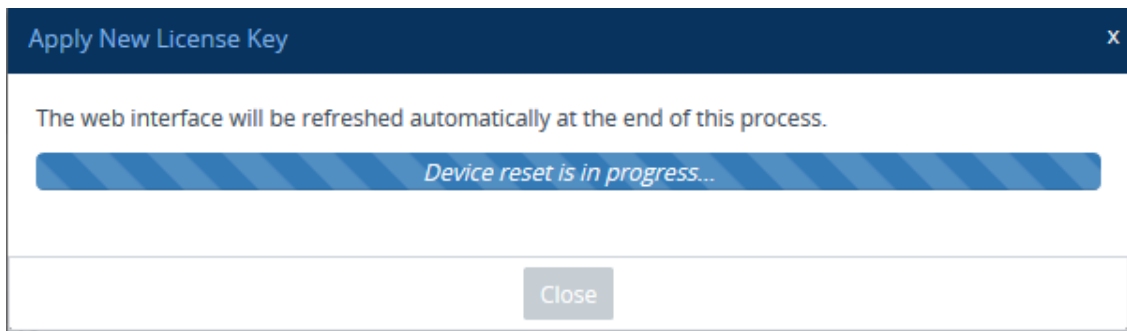 Apply New License Key
x
The web interface will be refreshed automatically at the end of this process.
Device reset is in progress...
Close